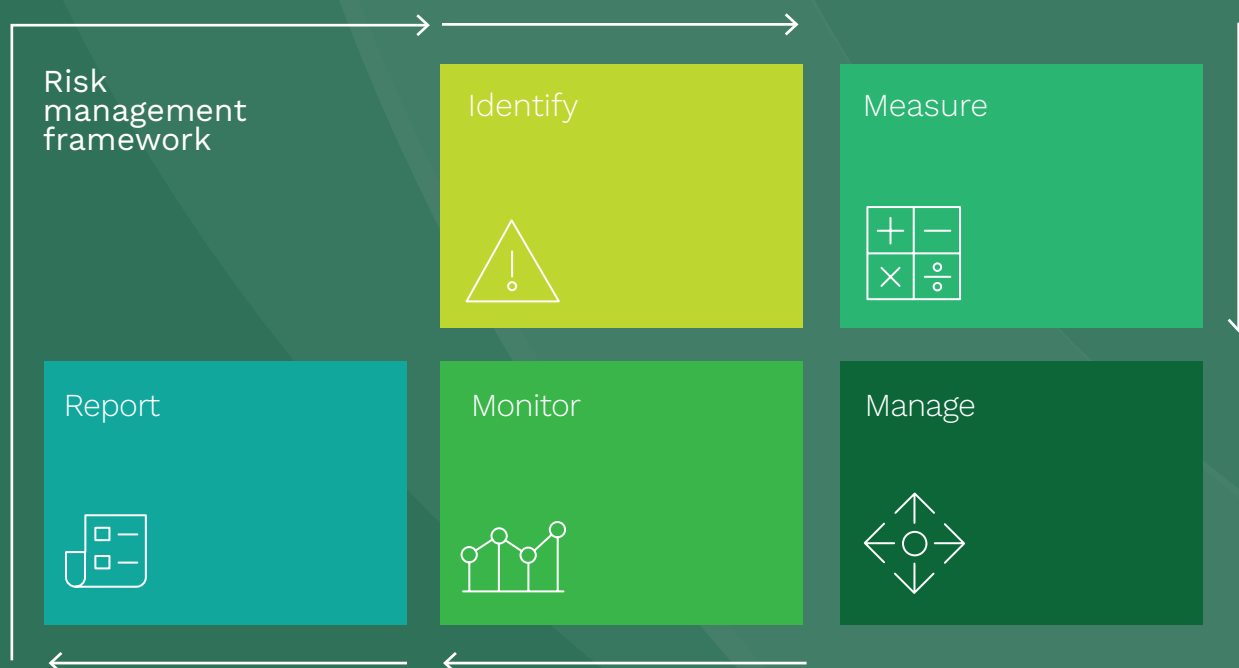 Risk
management
framework
Identify
Measure
Report
Monitor
Manage